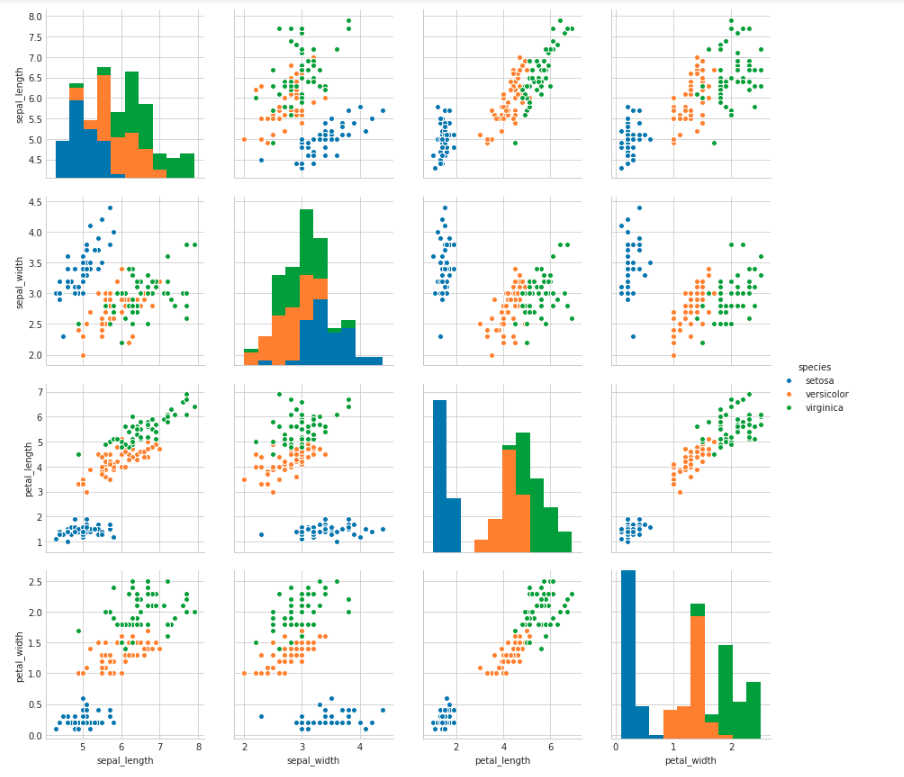 8.0
7.5
7.0
6.5
6.0
5.5
5.0
4.5
sepal_length
4.5
4.0
3.5
3.0
2.5
2.0
sepal_width
species
setosa
versicolor
virginica
7
6
5
4
3
2
1
petal_length
2.5
2.0
1.5
1.0
0.5
0.0
petal_width
5 6 7 8
sepal_length
2 3 4
sepal_width
2 4 6
petal_length
0 1 2
petal_width